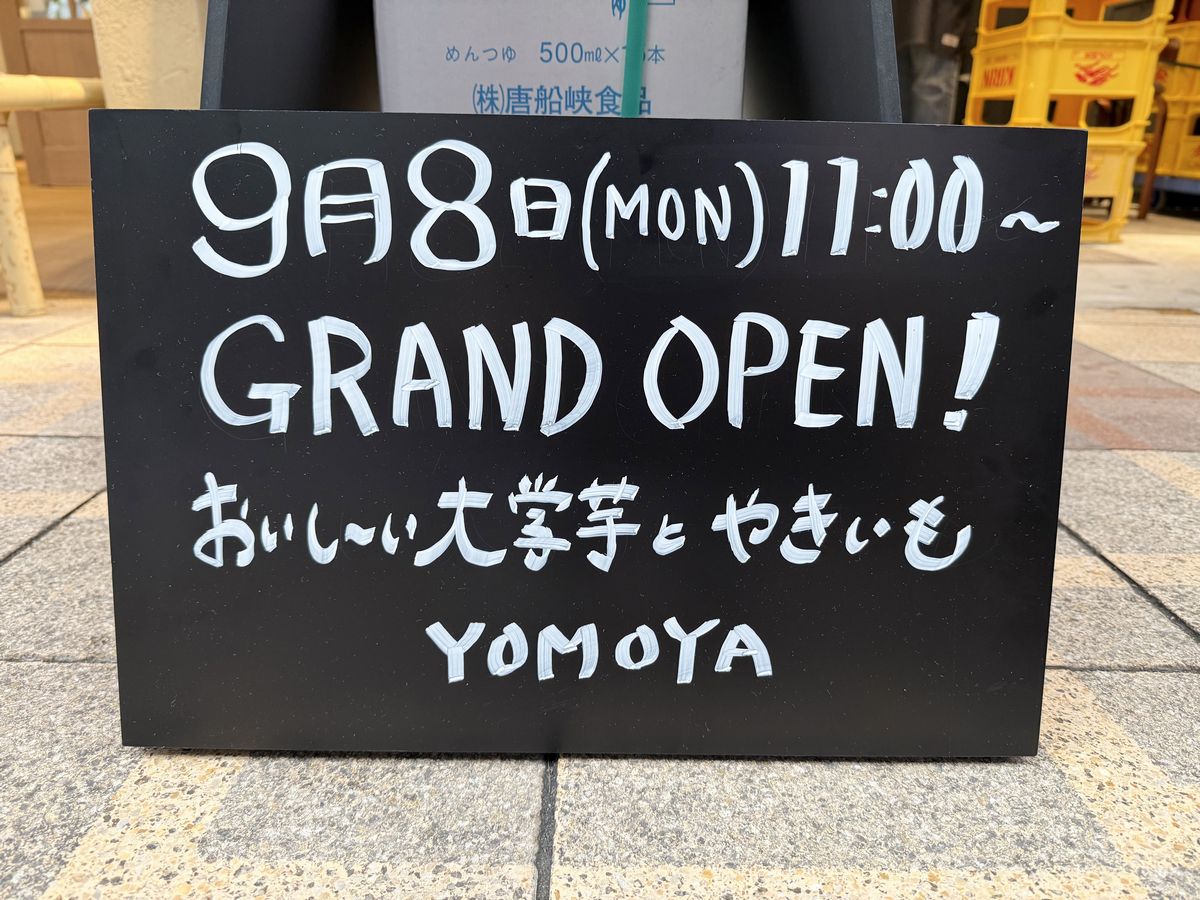 めんつゆ 500ml×
(株)唐船峡食品
KIRIN
9月8日(MON)11:00～
GRAND OPEN!
おいし〜い大学芋とやきいも
YOMOYA